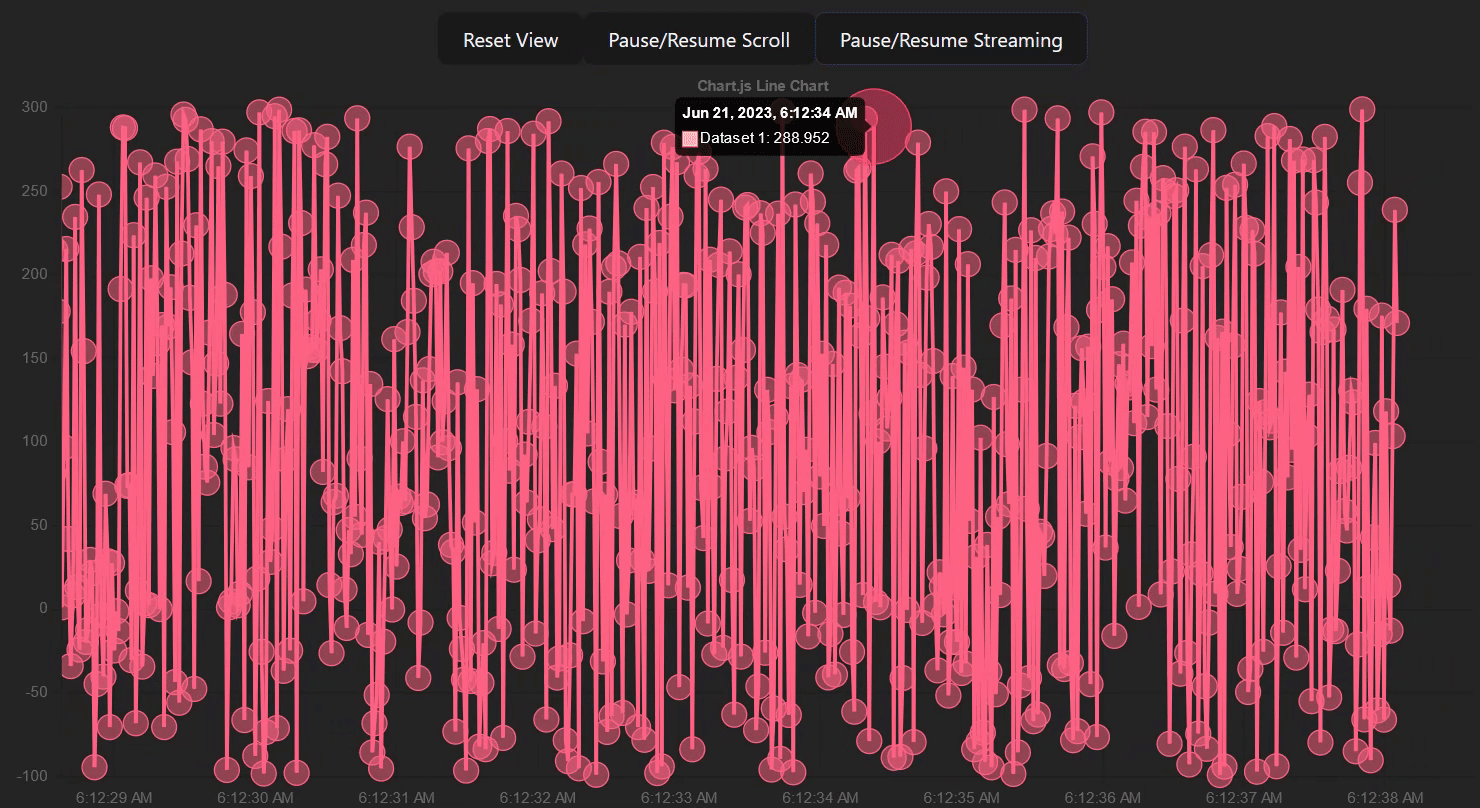 Reset View Pause/Resume Scroll Pause/Resume Streaming
Chart.js Line Chart
Jun 21, 2023, 6:12:34 AM
Dataset 1: 288.952
300
250
200
150
100
50
0
-50
-100
6:12:29 AM 6:12:30 AM 6:12:31 AM 6:12:32 AM 6:12:33 AM 6:12:34 AM 6:12:35 AM 6:12:36 AM 6:12:37 AM 6:12:38 AM